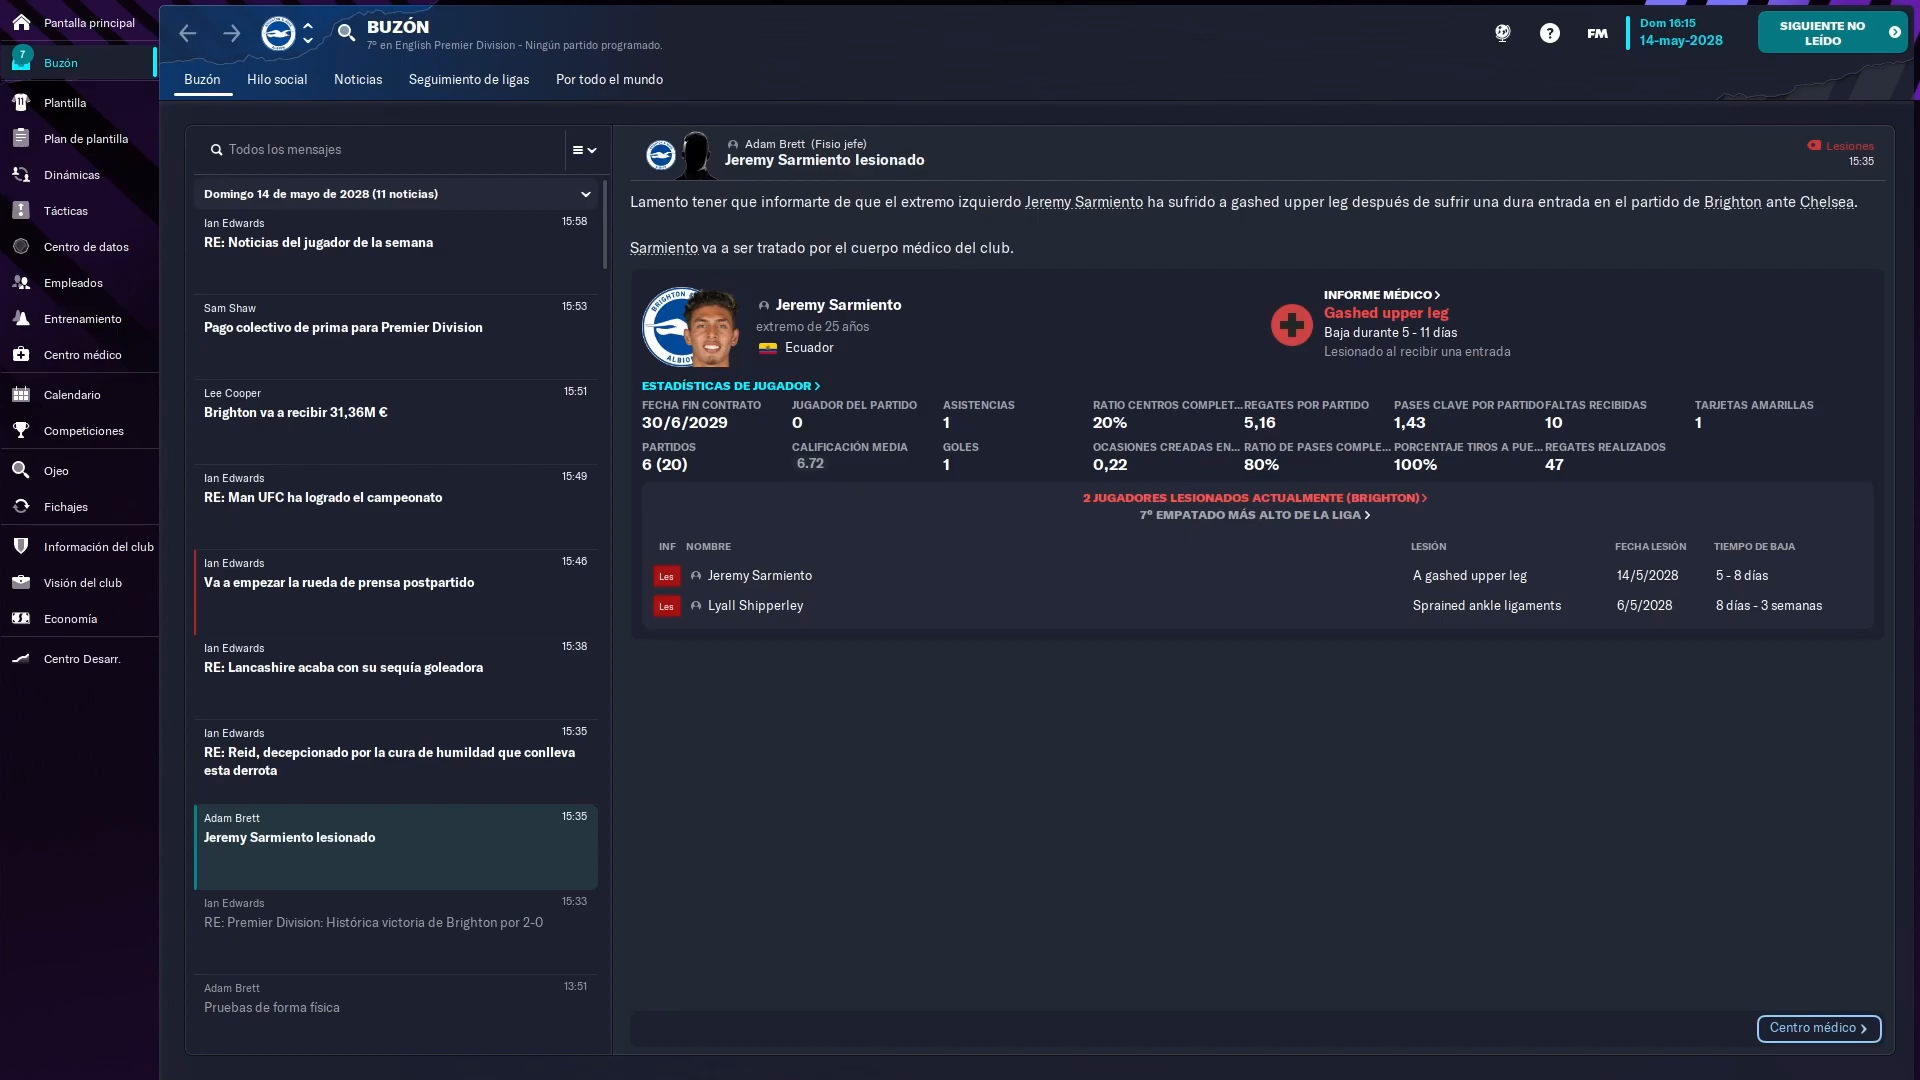 Pantalla principal
7
Buzón
Plantilla
Plan de plantilla
Dinámicas
Tácticas
Centro de datos
Empleados
Entrenamiento
Centro médico
Calendario
Competiciones
Ojeo
Fichajes
Información del club
Visión del club
Economía
Centro Desarr.
BUZÓN
7º en English Premier Division - Ningún partido programado.
FM
Dom 16:15
14-may-2028
SIGUIENTE NO LEÍDO
Buzón
Hilo social
Noticias
Seguimiento de ligas
Por todo el mundo
Todos los mensajes
Domingo 14 de mayo de 2028 (11 noticias)
Ian Edwards 15:58
RE: Noticias del jugador de la semana
Sam Shaw 15:53
Pago colectivo de prima para Premier Division
Lee Cooper 15:51
Brighton va a recibir 31,36M €
Ian Edwards 15:49
RE: Man UFC ha logrado el campeonato
Ian Edwards 15:46
Va a empezar la rueda de prensa postpartido
Ian Edwards 15:38
RE: Lancashire acaba con su sequía goleadora
Ian Edwards 15:35
RE: Reid, decepcionado por la cura de humildad que conlleva
esta derrota
Adam Brett 15:35
Jeremy Sarmiento lesionado
Ian Edwards 15:33
RE: Premier Division: Histórica victoria de Brighton por 2-0
Adam Brett 13:51
Pruebas de forma física
Adam Brett (Fisio jefe)
Jeremy Sarmiento lesionado
Lesiones
15:35
Lamento tener que informarte de que el extremo izquierdo Jeremy Sarmiento ha sufrido a gashed upper leg después de sufrir una dura entrada en el partido de Brighton ante Chelsea.
Sarmiento va a ser tratado por el cuerpo médico del club.
BRIGHTON
ALBIO
Jeremy Sarmiento
extremo de 25 años
Ecuador
INFORME MÉDICO
Gashed upper leg
Baja durante 5 - 11 días
Lesionado al recibir una entrada
ESTADÍSTICAS DE JUGADOR
FECHA FIN CONTRATO JUGADOR DEL PARTIDO ASISTENCIAS RATIO CENTROS COMPLET... REGATES POR PARTIDO PASES CLAVE POR PARTIDO FALTAS RECIBIDAS TARJETAS AMARILLAS
30/6/2029 0 1 20% 5,16 1,43 10 1
PARTIDOS CALIFICACIÓN MEDIA GOLES OCASIONES CREADAS EN... RATIO DE PASES COMPLE... PORCENTAJE TIROS A PUE... REGATES REALIZADOS
6 (20) 6.72 1 0,22 80% 100% 47
2 JUGADORES LESIONADOS ACTUALMENTE (BRIGHTON)
7º EMPATADO MÁS ALTO DE LA LIGA
INF NOMBRE LESIÓN FECHA LESIÓN TIEMPO DE BAJA
Les Jeremy Sarmiento A gashed upper leg 14/5/2028 5 - 8 días
Les Lyall Shipperley Sprained ankle ligaments 6/5/2028 8 días - 3 semanas
Centro médico